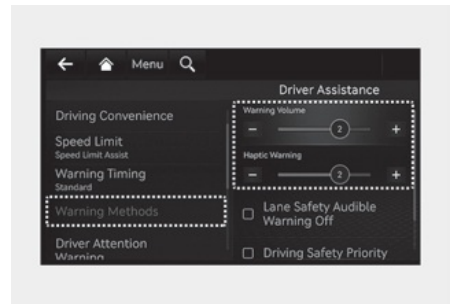 Menu
Driver Assistance
Driving Convenience
Speed Limit
Speed Limit Assist
Warning Timing
Standard
Warning Methods
Driver Attention
Warning
Warning Volume
2
Haptic Warning
2
Lane Safety Audible
Warning Off
Driving Safety Priority